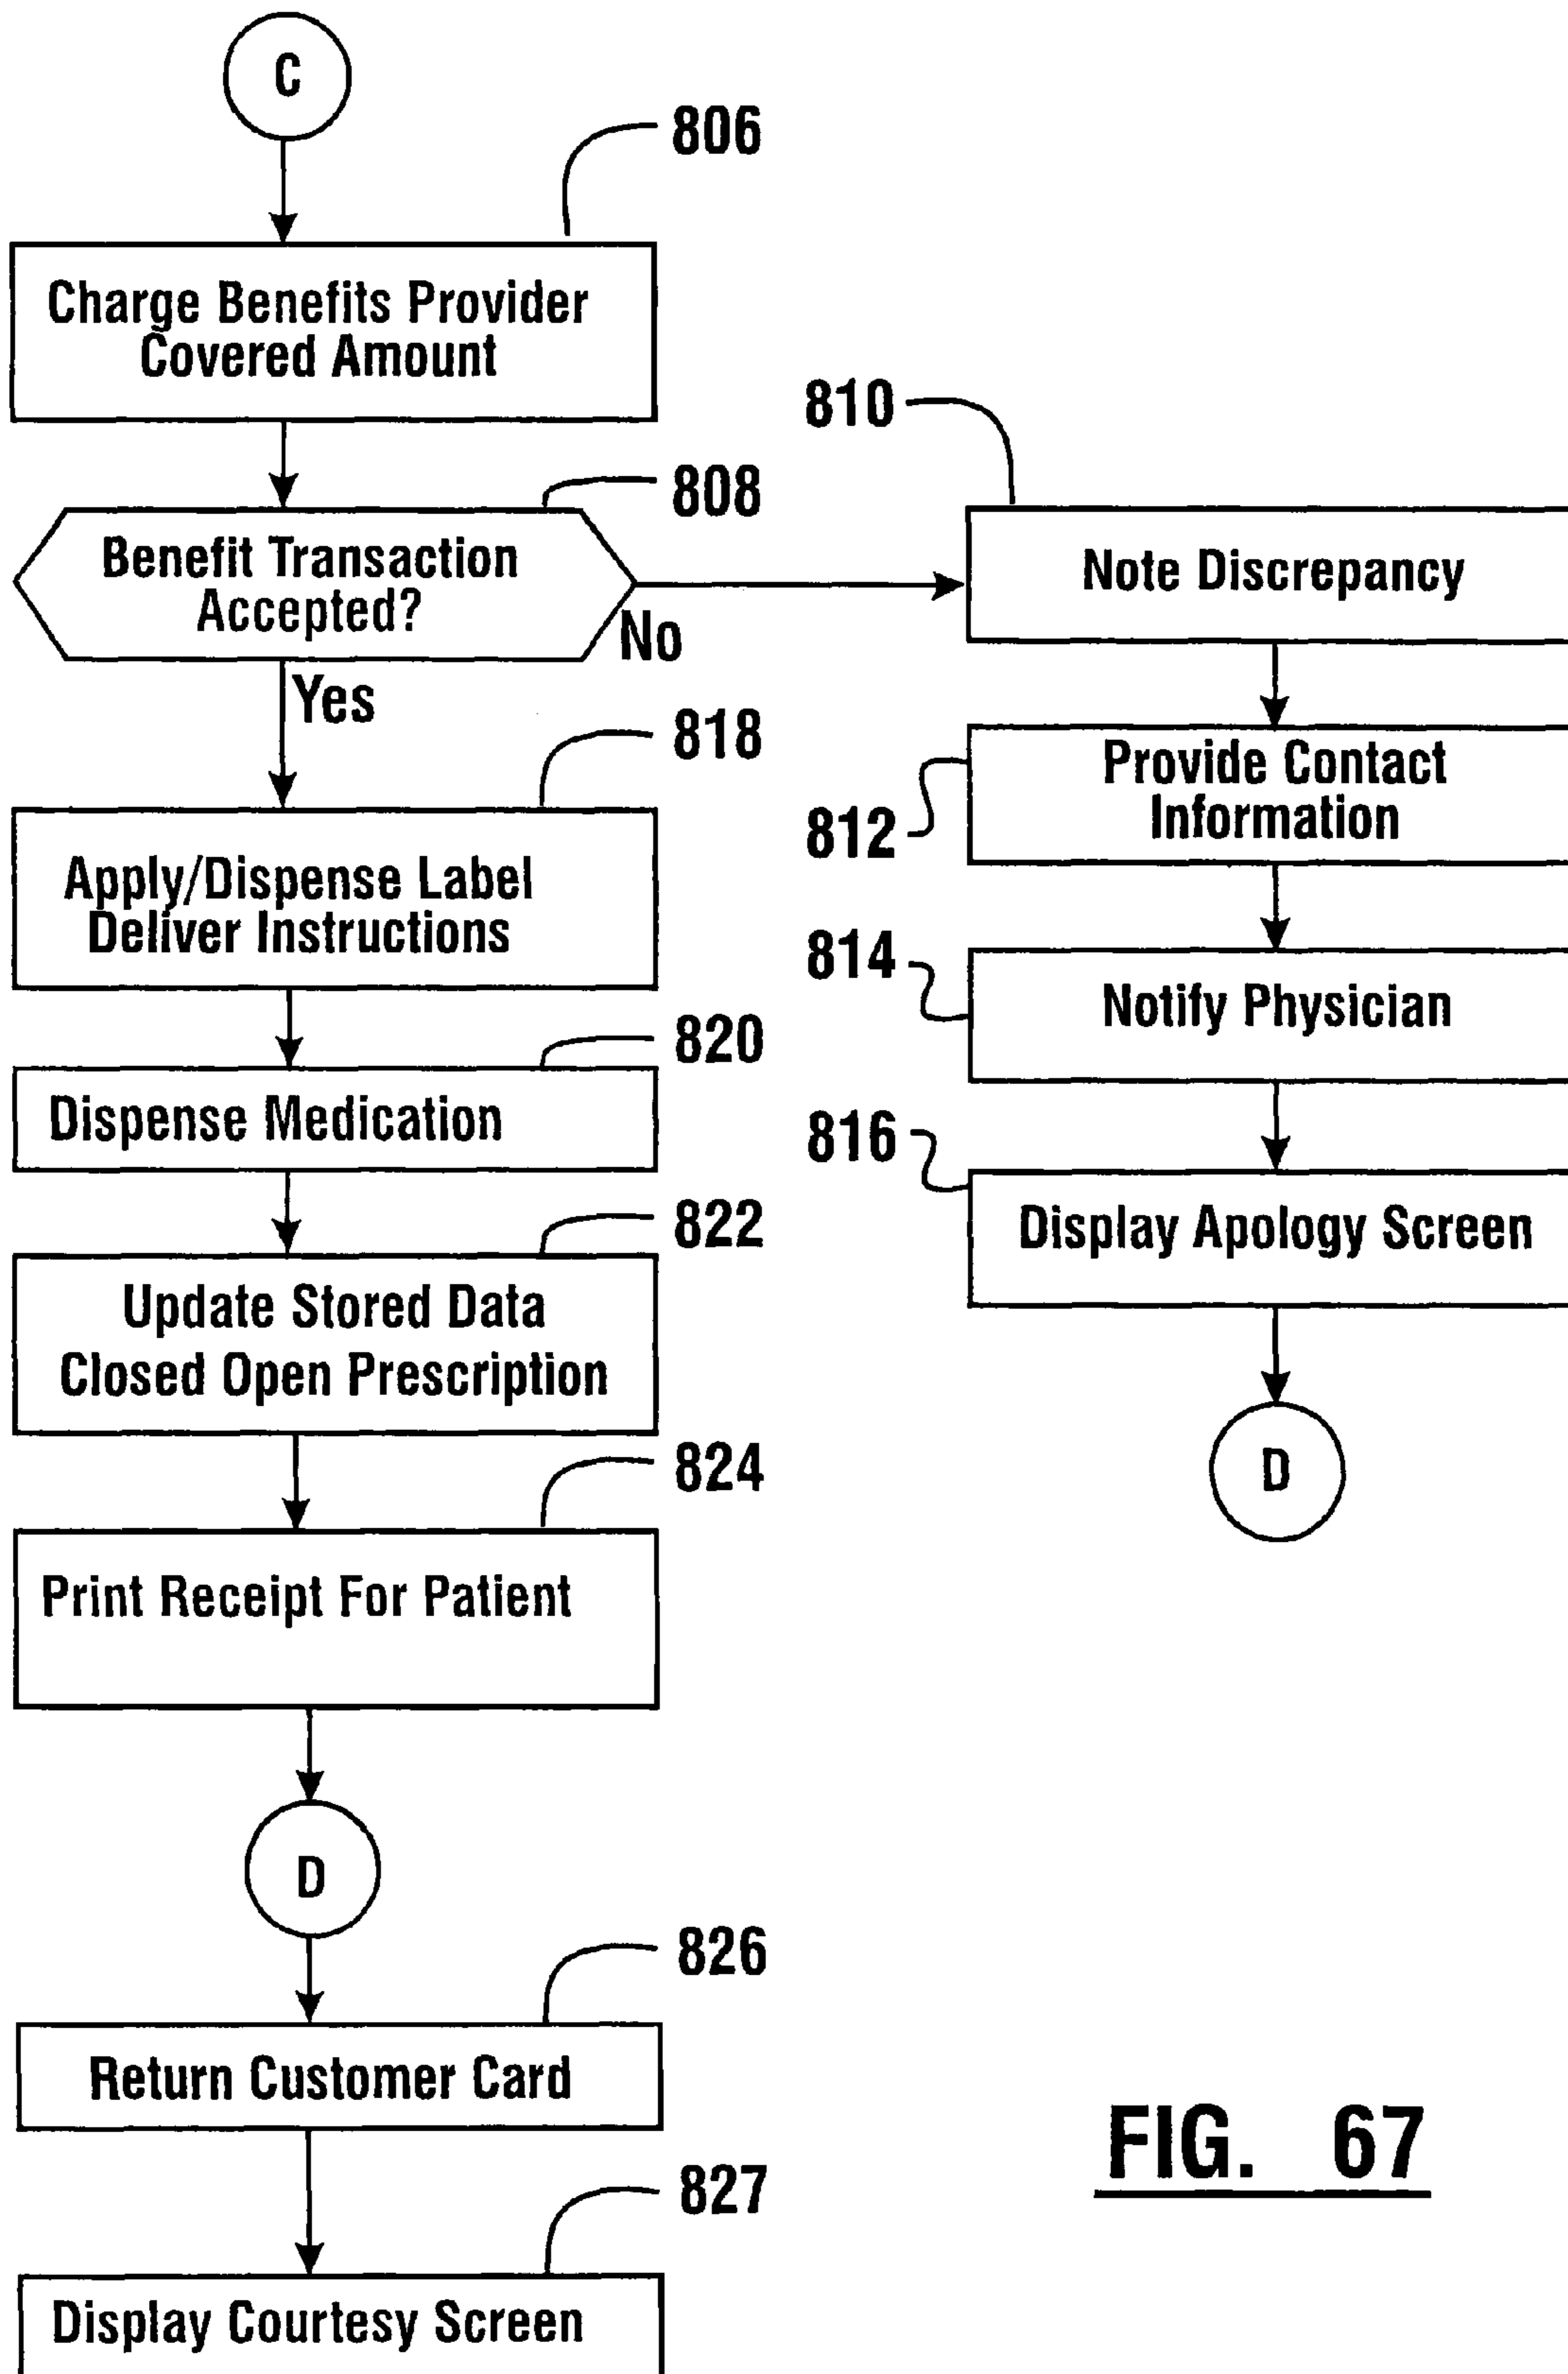 C
806
Charge Benefits Provider
Covered Amount
808
Benefit Transaction
Accepted?
No
Yes
810
Note Discrepancy
812
Provide Contact
Information
814
Notify Physician
816
Display Apology Screen
D
818
Apply/Dispense Label
Deliver Instructions
820
Dispense Medication
822
Update Stored Data
Closed Open Prescription
824
Print Receipt For Patient
D
826
Return Customer Card
827
Display Courtesy Screen
FIG. 67